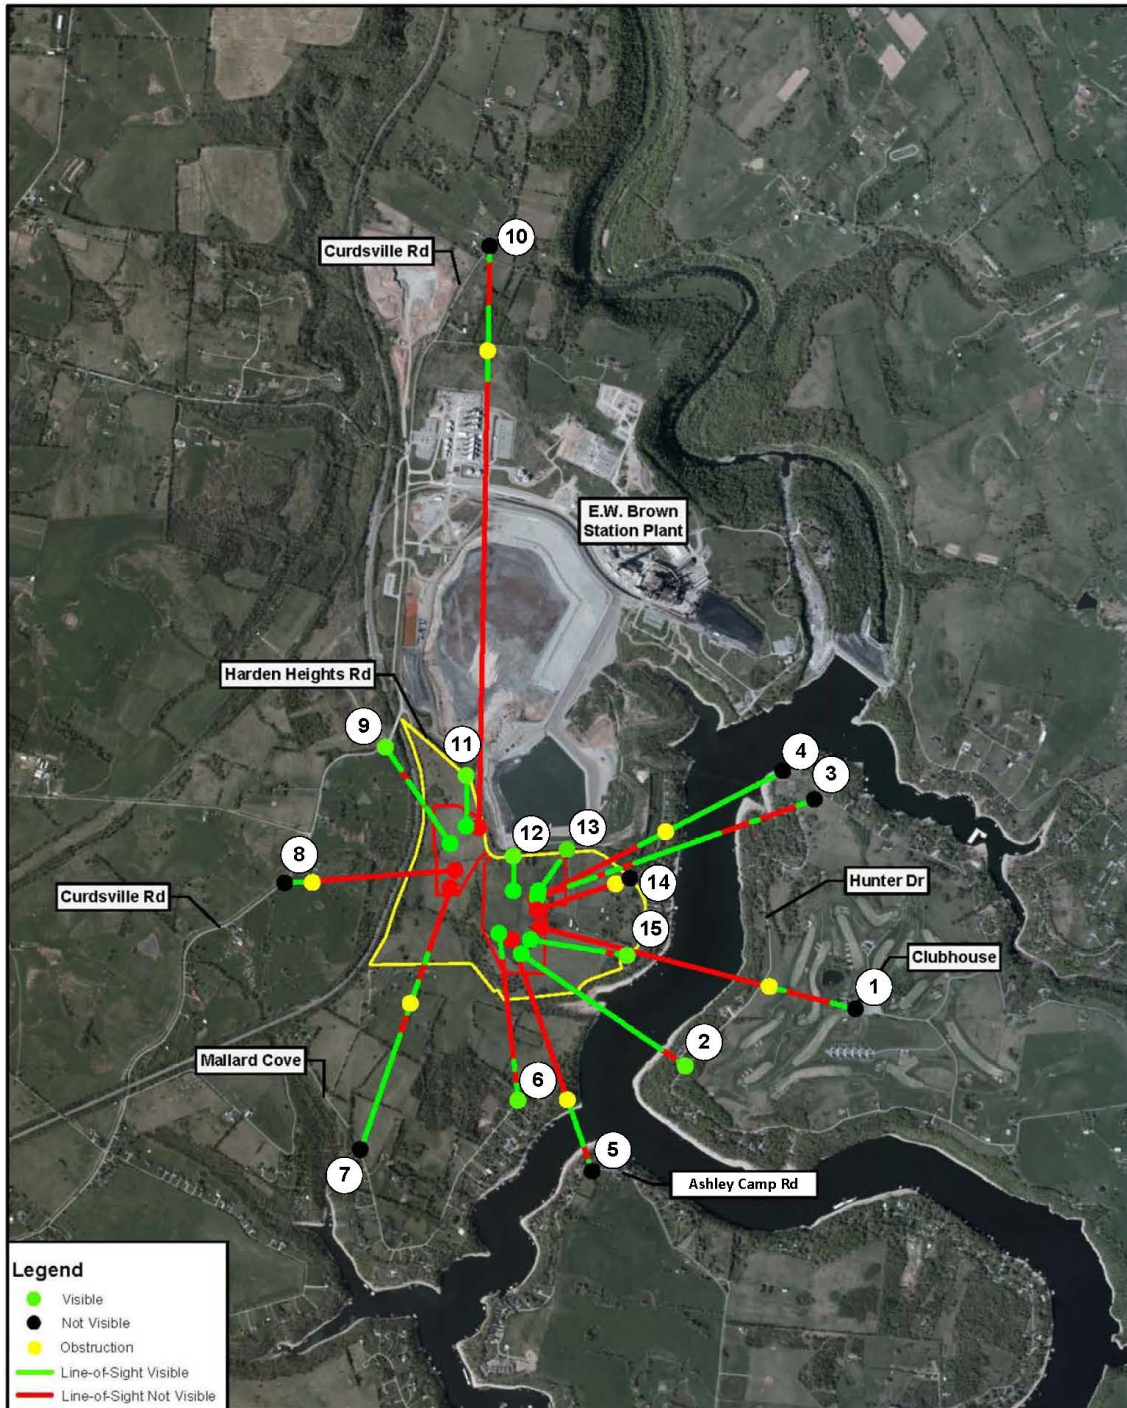 10
Curdsville Rd
E.W. Brown
Station Plant
Harden Heights Rd
9
11
4
3
12
13
8
14
Hunter Dr
Curdsville Rd
15
Clubhouse
1
2
Mallard Cove
6
7
5
Ashley Camp Rd
Legend
Visible
Not Visible
Obstruction
Line-of-Sight Visible
Line-of-Sight Not Visible